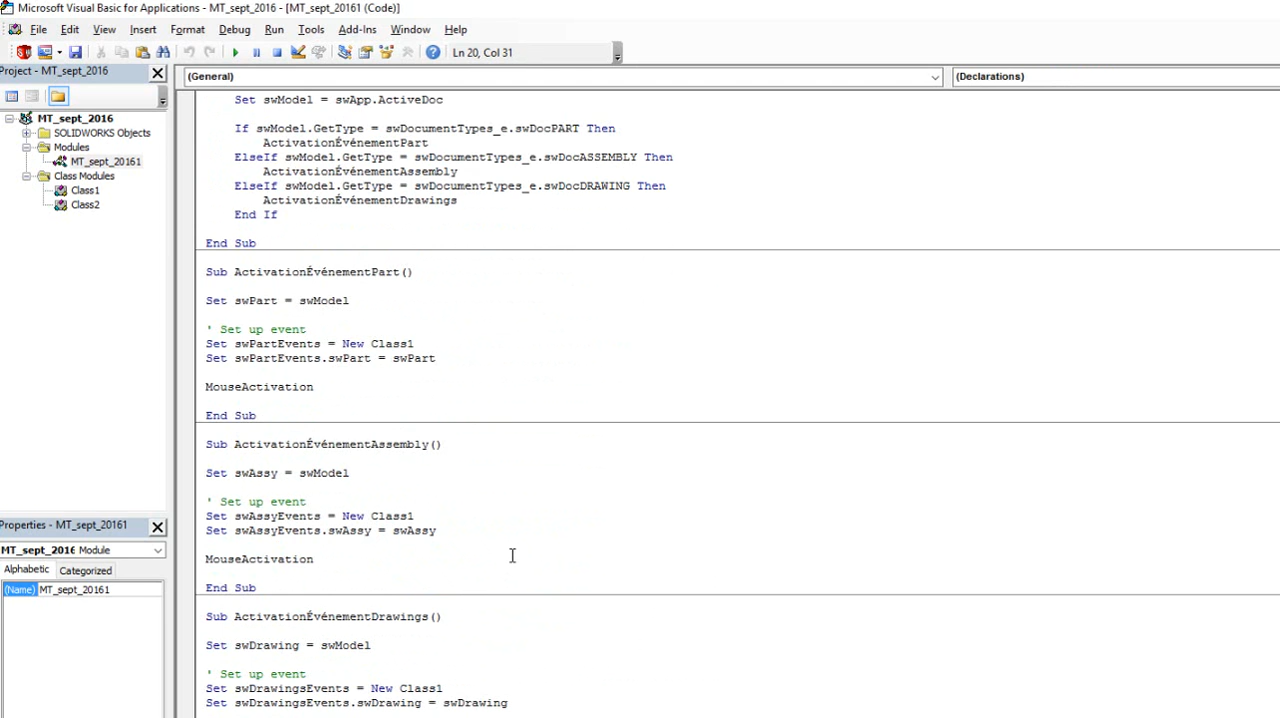 Microsoft Visual Basic for Applications - MT_sept_2016 - [MT_sept_20161 (Code)]
File Edit View Insert Format Debug Run Tools Add-Ins Window Help
Ln 20, Col 31
Project - MT_sept_2016
(General) (Declarations)
MT_sept_2016
SOLIDWORKS Objects
Modules
MT_sept_20161
Class Modules
Class1
Class2
Set swModel = swApp.ActiveDoc
If swModel.GetType = swDocumentTypes_e.swDocPART Then
ActivationÉvénementPart
ElseIf swModel.GetType = swDocumentTypes_e.swDocASSEMBLY Then
ActivationÉvénementAssembly
ElseIf swModel.GetType = swDocumentTypes_e.swDocDRAWING Then
ActivationÉvénementDrawings
End If
End Sub
Sub ActivationÉvénementPart()
Set swPart = swModel
' Set up event
Set swPartEvents = New Class1
Set swPartEvents.swPart = swPart
MouseActivation
End Sub
Sub ActivationÉvénementAssembly()
Set swAssy = swModel
' Set up event
Set swAssyEvents = New Class1
Set swAssyEvents.swAssy = swAssy
MouseActivation
End Sub
Sub ActivationÉvénementDrawings()
Set swDrawing = swModel
' Set up event
Set swDrawingsEvents = New Class1
Set swDrawingsEvents.swDrawing = swDrawing
Properties - MT_sept_20161
MT_sept_2016 Module
Alphabetic Categorized
(Name) MT_sept_20161